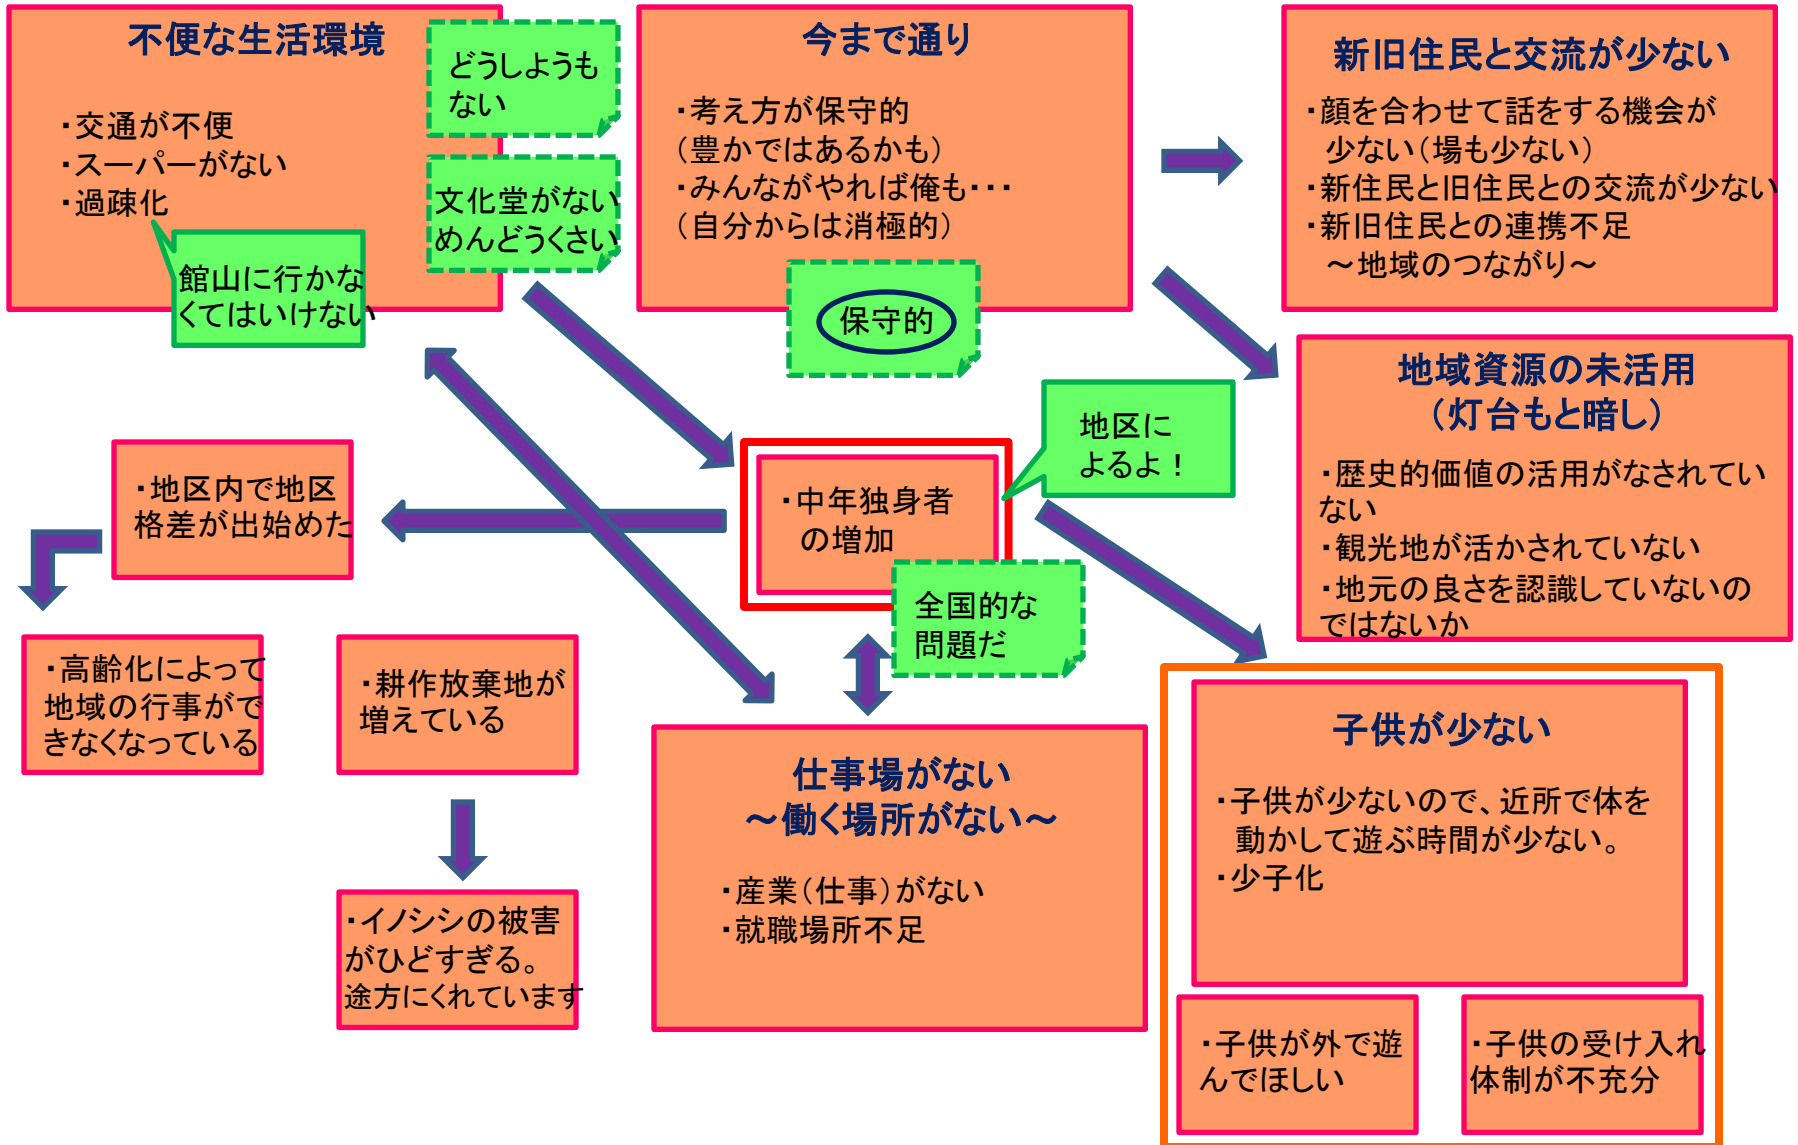 不便な生活環境
・交通が不便
・スーパーがない
・過疎化
どうしようも
ない
文化堂がない
めんどうくさい
館山に行かな
くてはいけない
今まで通り
・考え方が保守的
(豊かではあるかも)
・みんながやれば俺も・・・
(自分からは消極的)
保守的
新旧住民と交流が少ない
・顔を合わせて話をする機会が
少ない(場も少ない)
・新住民と旧住民との交流が少ない
・新旧住民との連携不足
～地域のつながり～
地域資源の未活用
(灯台もと暗し)
・歴史的価値の活用がなされてい
ない
・観光地が活かされていない
・地元の良さを認識していないの
ではないか
地区に
よるよ！
・中年独身者
の増加
全国的な
問題だ
・地区内で地区
格差が出始めた
・高齢化によって
地域の行事がで
きなくなっている
・耕作放棄地が
増えている
・イノシシの被害
がひどすぎる。
途方にくれています
仕事場がない
～働く場所がない～
・産業(仕事)がない
・就職場所不足
子供が少ない
・子供が少ないので、近所で体を
動かして遊ぶ時間が少ない。
・少子化
・子供が外で遊
んでほしい
・子供の受け入れ
体制が不充分